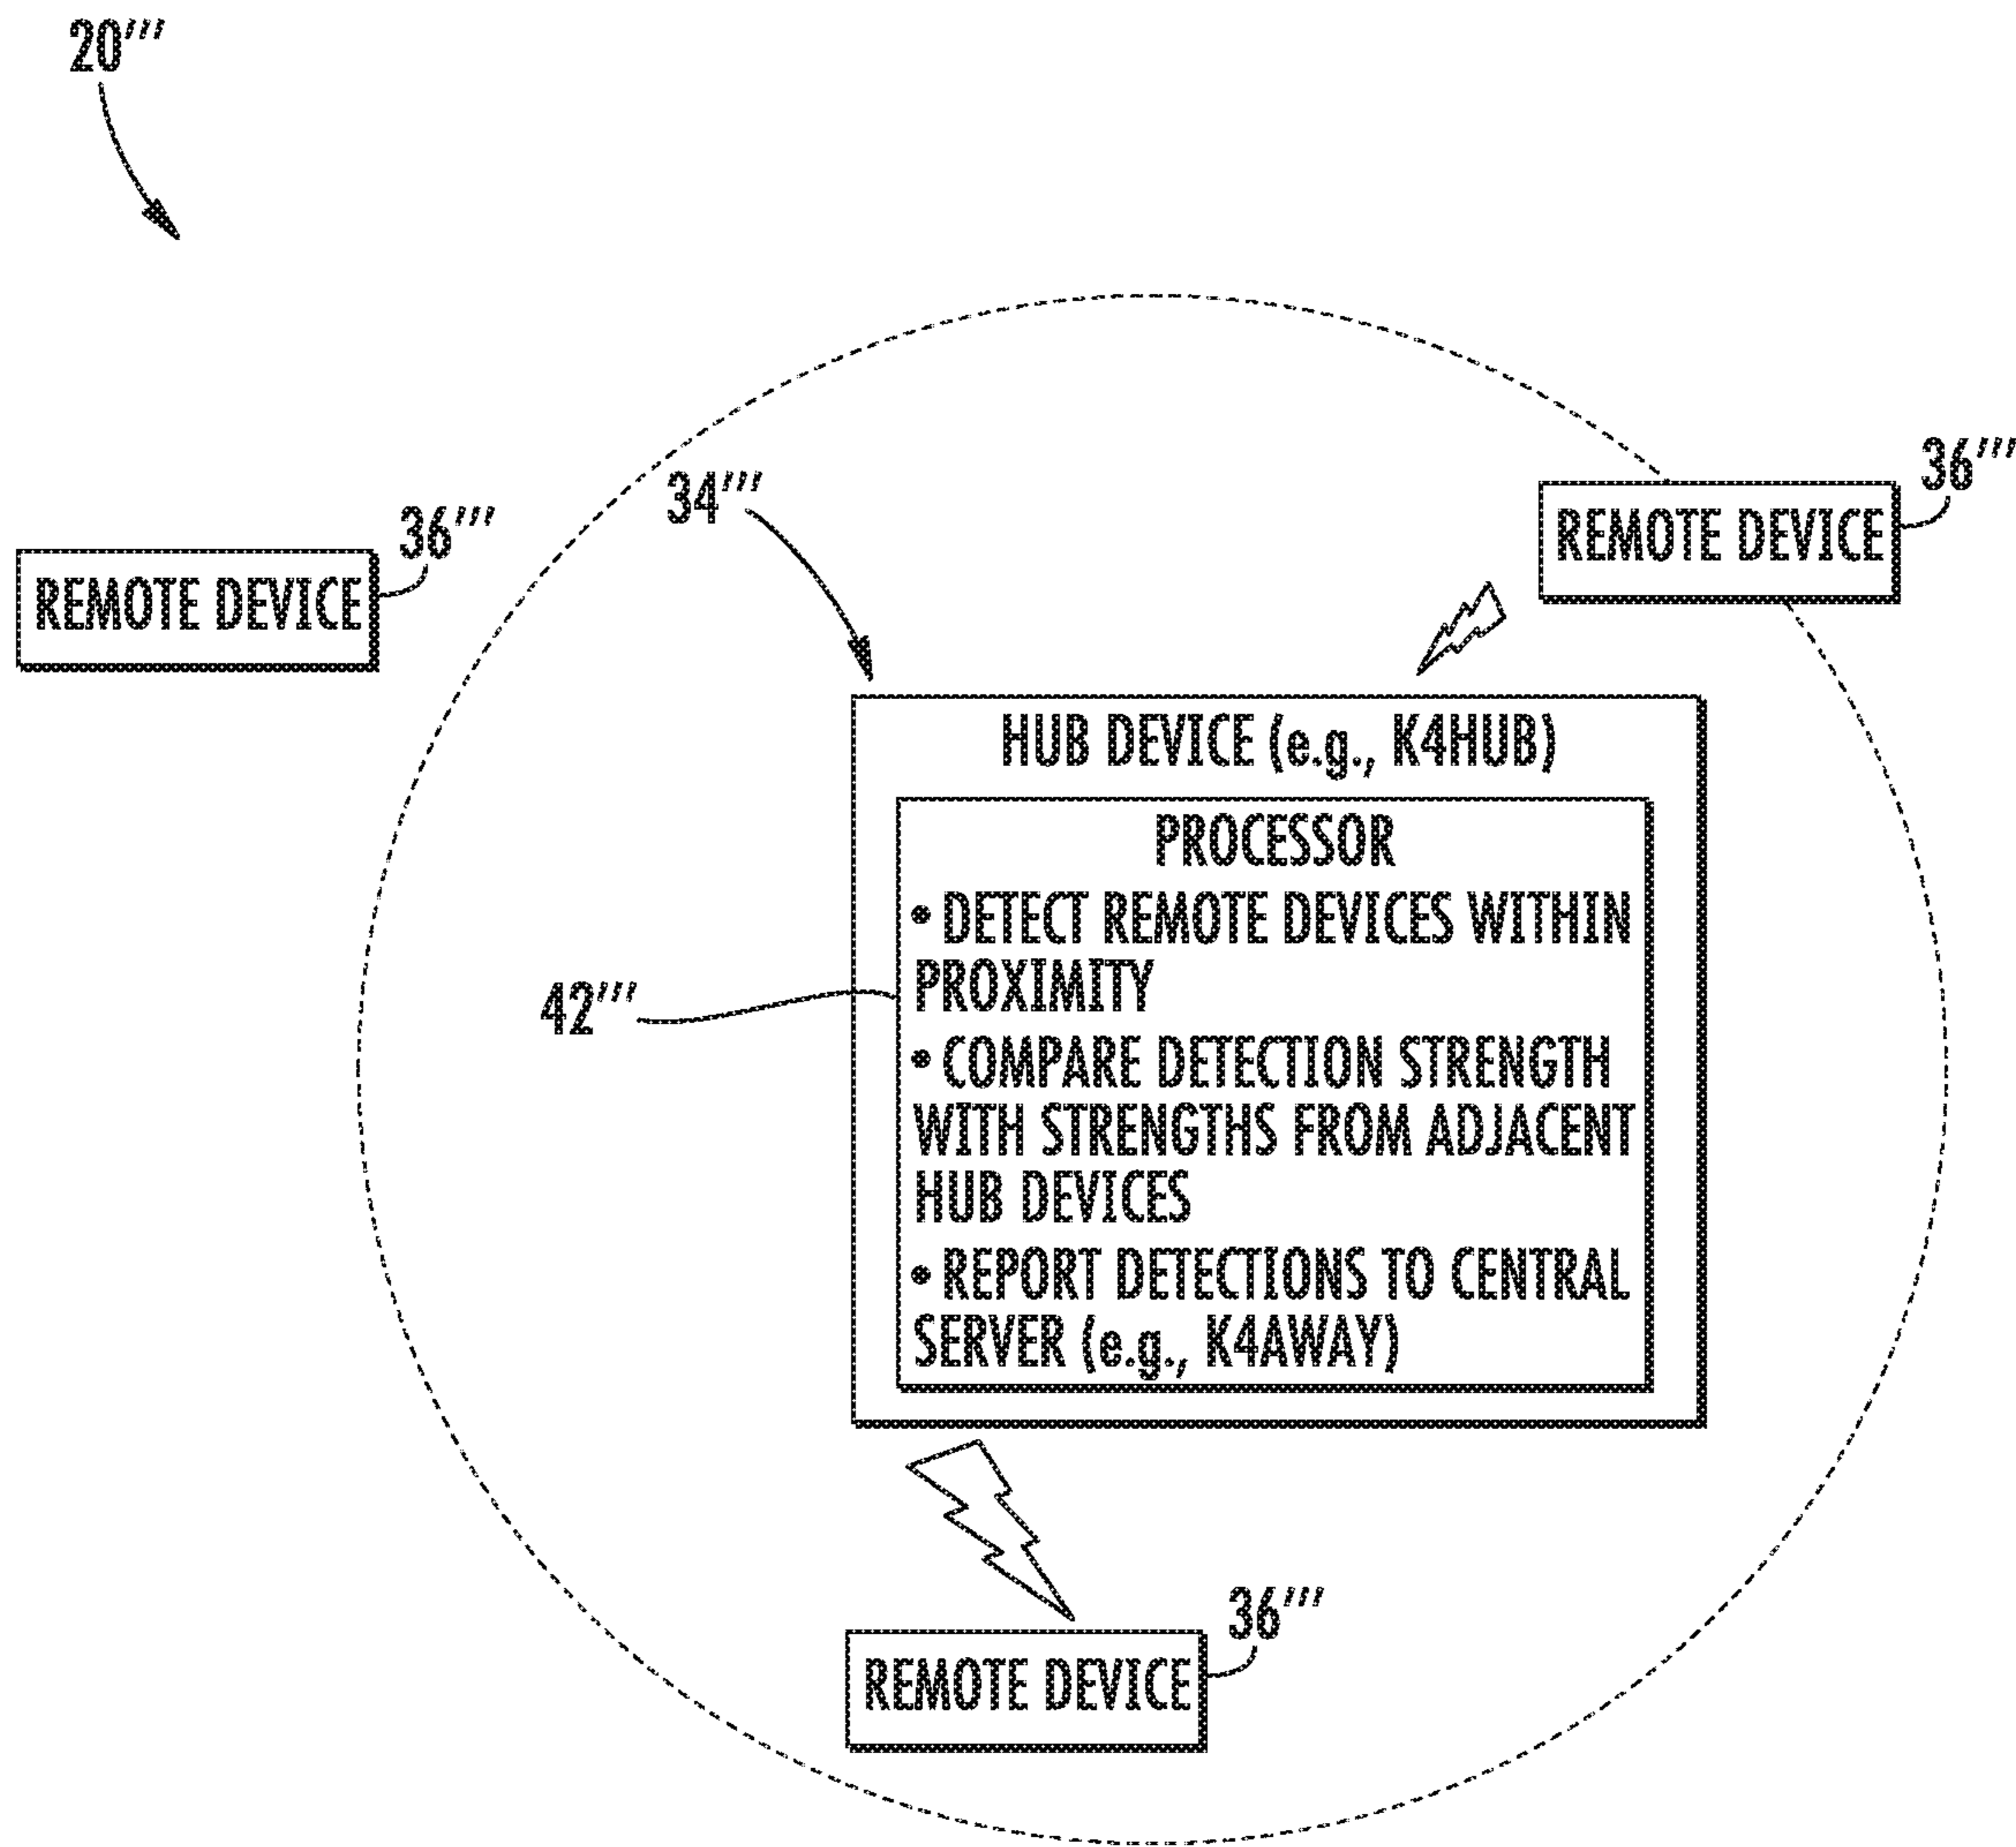 20'''
36'''
34'''
36'''
REMOTE DEVICE
REMOTE DEVICE
HUB DEVICE (e.g., K4HUB)
PROCESSOR
• DETECT REMOTE DEVICES WITHIN
PROXIMITY
42'''
• COMPARE DETECTION STRENGTH
WITH STRENGTHS FROM ADJACENT
HUB DEVICES
• REPORT DETECTIONS TO CENTRAL
SERVER (e.g., K4AWAY)
36'''
REMOTE DEVICE